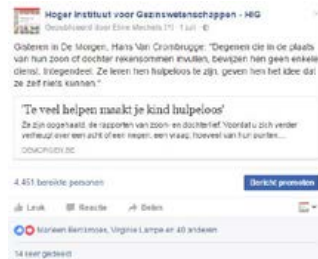 Hoger Instituut voor Gezinswetenschappen - HIG
Gepubliceerd door Eline Mechels [?] · 1 juli ·
Gisteren in De Morgen, Hans Van Crombrugge: "Degenen die in de plaats
van hun zoon of dochter rekensommen invullen, bewijzen hen geen enkele
dienst. Integendeel. Ze leren hen hulpeloos te zijn, geven hen het idee dat
ze zelf niets kunnen."
'Te veel helpen maakt je kind hulpeloos'
Ze zijn opgehaald, de rapporten van zoon- en dochterlief. Voordat u zich verder
verheugt over een acht of een negen, een vraag: hoeveel van hun punten ...
DEMORGEN.BE
4.451 bereikte personen
Bericht promoten
Leuk Reactie Delen
Virginie Lampe en 40 anderen
14 keer gedeeld